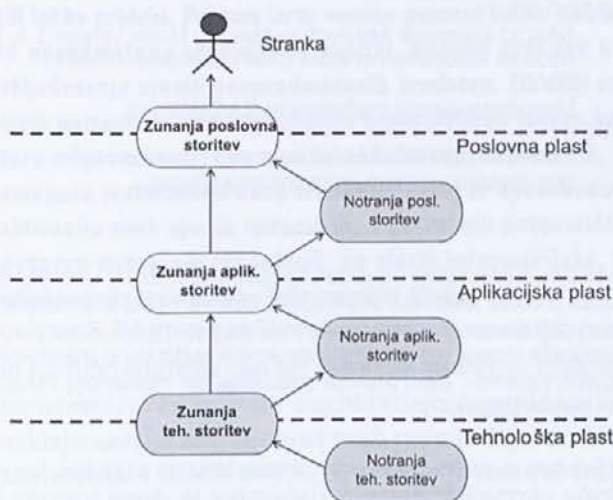 Stranka
Zunanja poslovna
storitev
Poslovna plast
Notranja posl.
storitev
Zunanja aplik.
storitev
Aplikacijska plast
Notranja aplik.
storitev
Zunanja
teh. storitev
Tehnološka plast
Notranja
teh. storitev